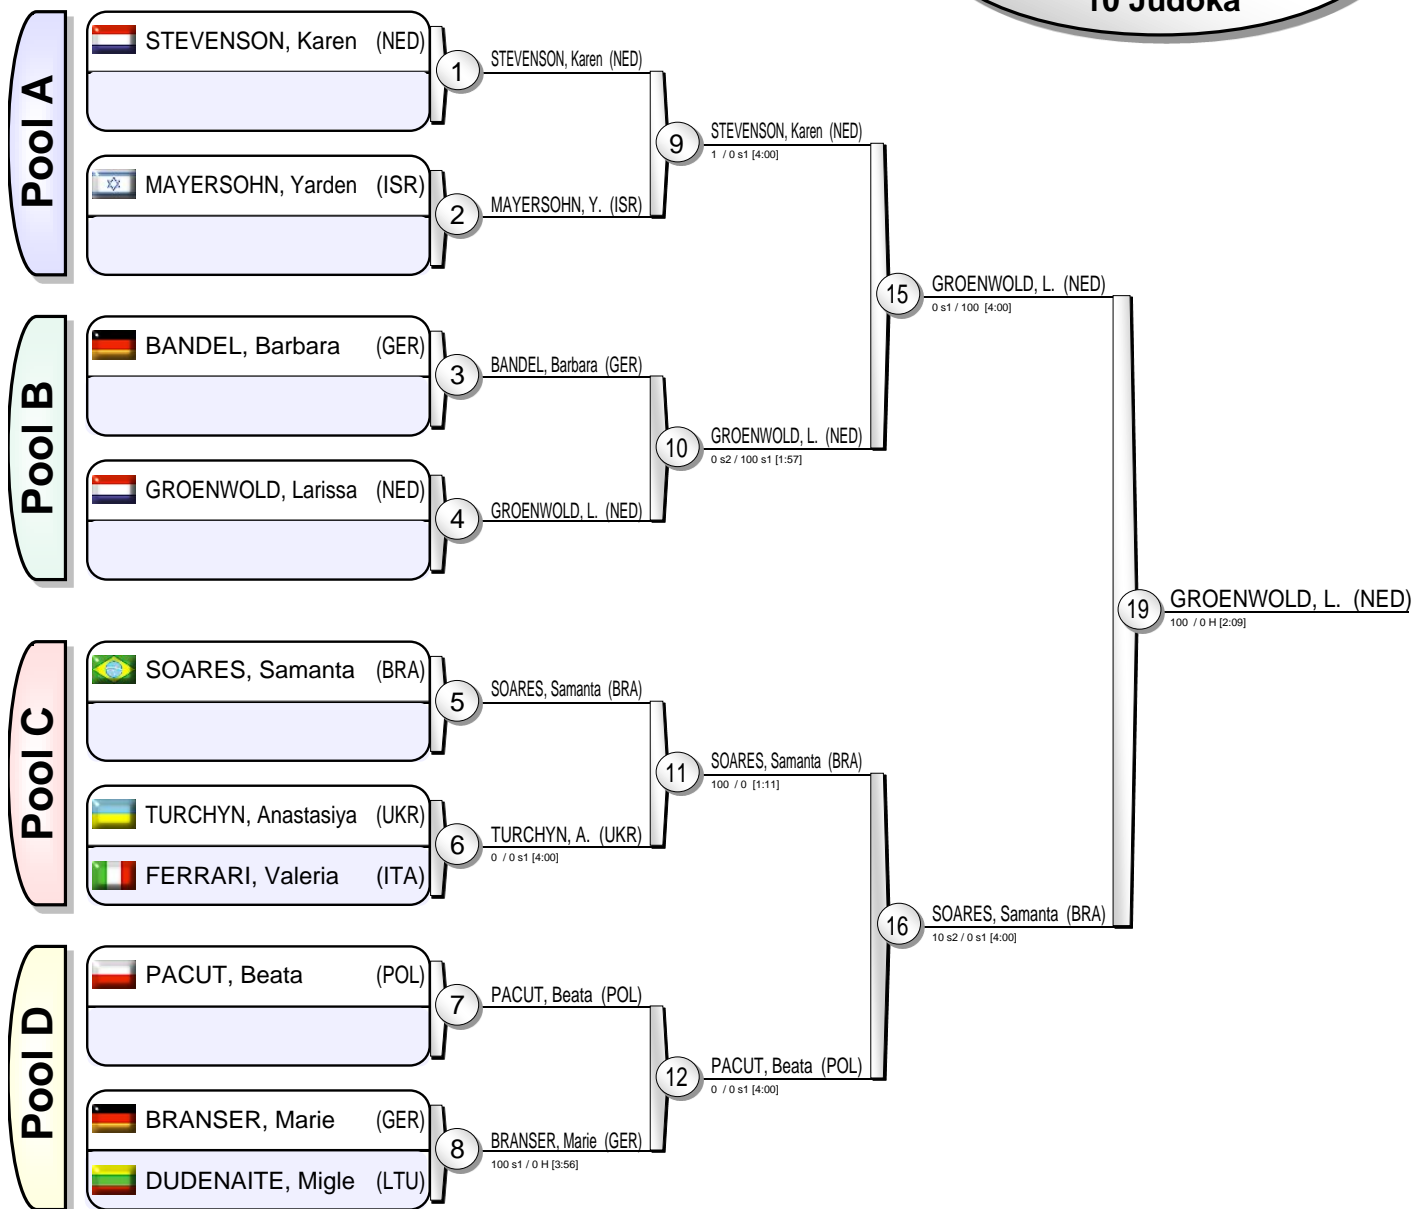 10 Judoka
Pool A
STEVENSON, Karen (NED)
1
STEVENSON, Karen (NED)
MAYERSOHN, Yarden (ISR)
2
MAYERSOHN, Y. (ISR)
9
STEVENSON, Karen (NED)
1 / 0 s1 [4:00]
Pool B
BANDEL, Barbara (GER)
3
BANDEL, Barbara (GER)
GROENWOLD, Larissa (NED)
4
GROENWOLD, L. (NED)
10
GROENWOLD, L. (NED)
0 s2 / 100 s1 [1:57]
15
GROENWOLD, L. (NED)
0 s1 / 100 [4:00]
Pool C
SOARES, Samanta (BRA)
5
SOARES, Samanta (BRA)
TURCHYN, Anastasiya (UKR)
FERRARI, Valeria (ITA)
6
TURCHYN, A. (UKR)
0 / 0 s1 [4:00]
11
SOARES, Samanta (BRA)
100 / 0 [1:11]
Pool D
PACUT, Beata (POL)
7
PACUT, Beata (POL)
BRANSER, Marie (GER)
DUDENAITE, Migle (LTU)
8
BRANSER, Marie (GER)
100 s1 / 0 H [3:56]
12
PACUT, Beata (POL)
0 / 0 s1 [4:00]
16
SOARES, Samanta (BRA)
10 s2 / 0 s1 [4:00]
19
GROENWOLD, L. (NED)
100 / 0 H [2:09]